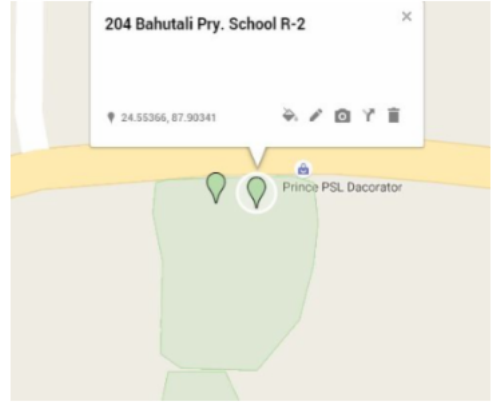 204 Bahutali Pry. School R-2
24.55366, 87.90341
Prince PSL Dacorator